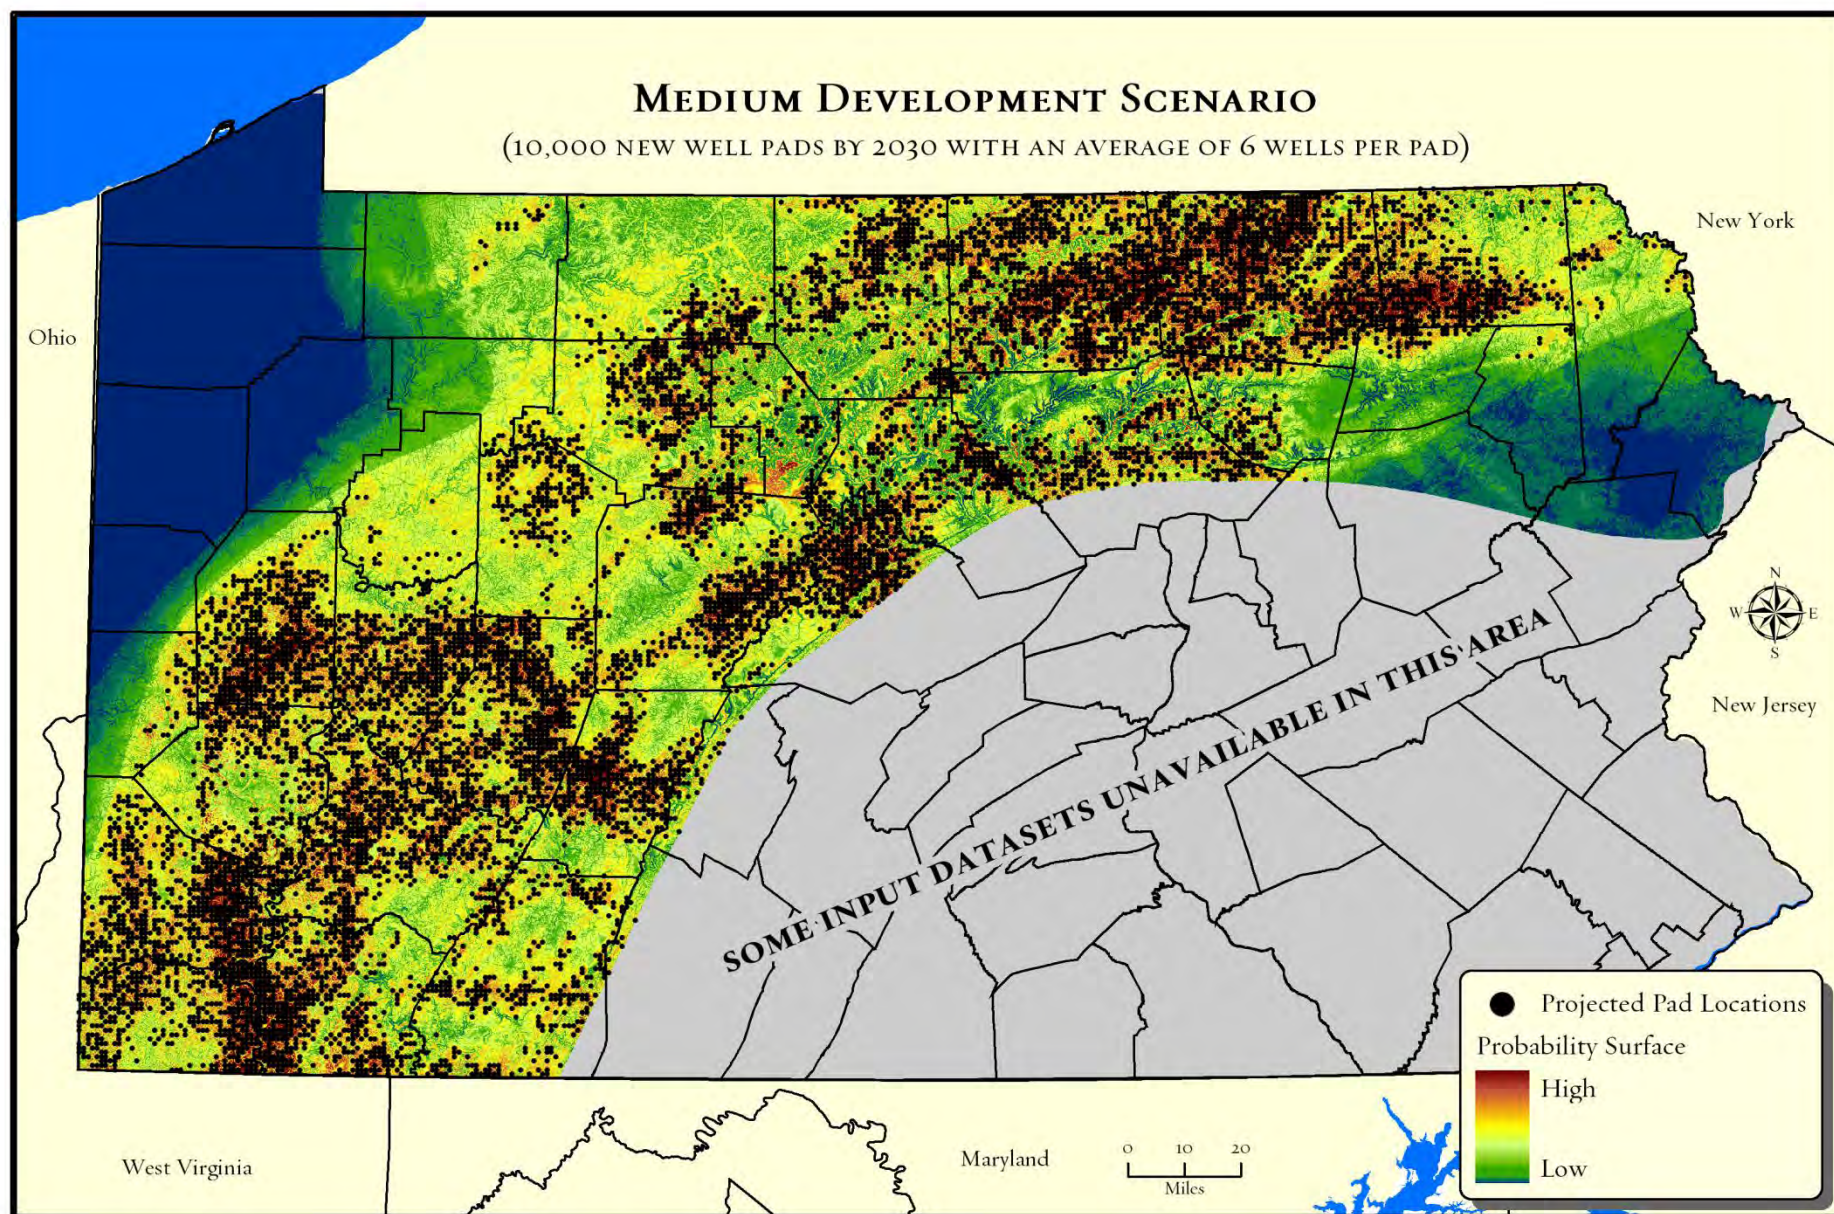 MEDIUM DEVELOPMENT SCENARIO
(10,000 NEW WELL PADS BY 2030 WITH AN AVERAGE OF 6 WELLS PER PAD)
New York
Ohio
N
W E
S
SOME INPUT DATASETS UNAVAILABLE IN THIS AREA
New Jersey
Projected Pad Locations
Probability Surface
High
Low
West Virginia
Maryland
0 10 20
Miles